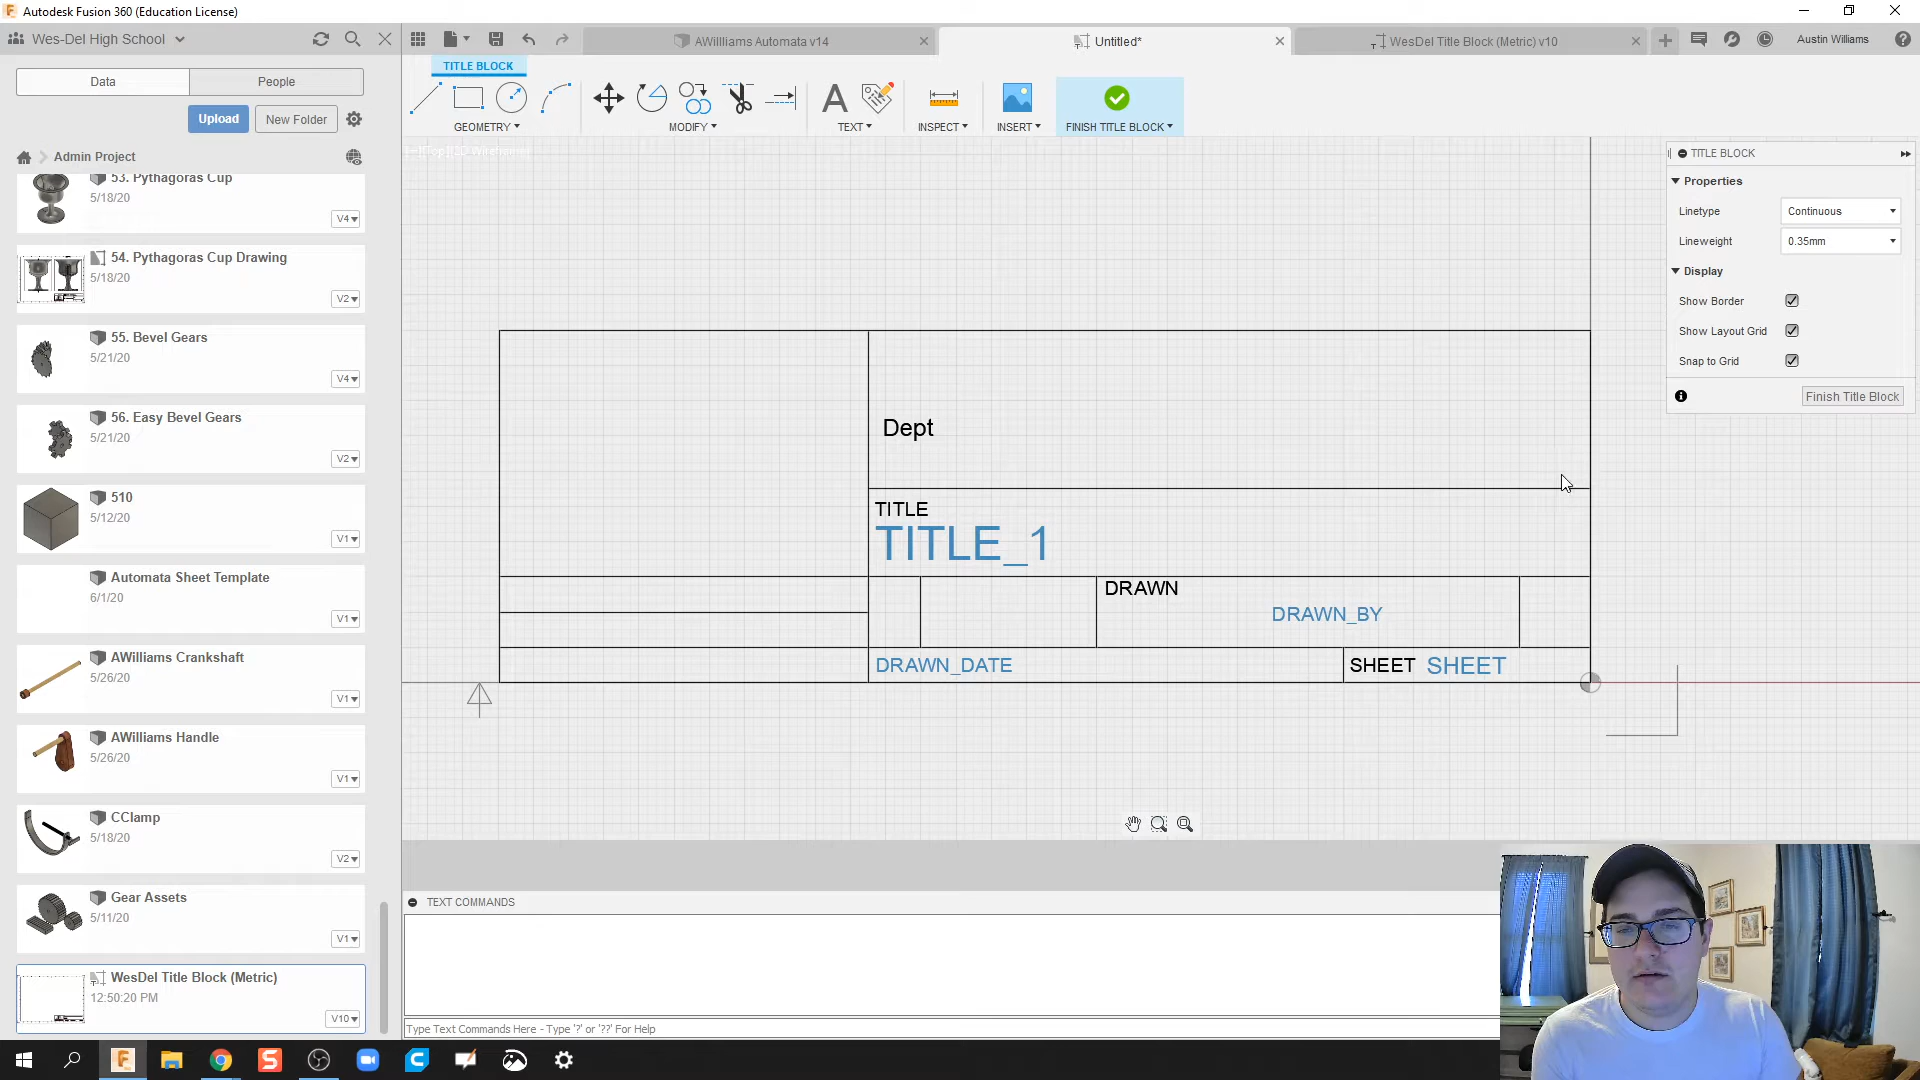 Autodesk Fusion 360 (Education License)
Wes-Del High School
AWillliams Automata v14
Untitled*
WesDel Title Block (Metric) v10
Austin Williams
Data
People
Upload
New Folder
TITLE BLOCK
GEOMETRY
MODIFY
TEXT
INSPECT
INSERT
FINISH TITLE BLOCK
Admin Project
53. Pythagoras Cup
5/18/20
V4
54. Pythagoras Cup Drawing
5/18/20
V2
55. Bevel Gears
5/21/20
V4
56. Easy Bevel Gears
5/21/20
V2
510
5/12/20
V1
Automata Sheet Template
6/1/20
V1
AWilliams Crankshaft
5/26/20
V1
AWilliams Handle
5/26/20
V1
CClamp
5/18/20
V2
Gear Assets
5/11/20
V1
WesDel Title Block (Metric)
12:50:20 PM
V10
TITLE BLOCK
Properties
Linetype
Continuous
Lineweight
0.35mm
Display
Show Border
Show Layout Grid
Snap to Grid
Finish Title Block
Dept
TITLE
TITLE_1
DRAWN
DRAWN_BY
DRAWN_DATE
SHEET SHEET
TEXT COMMANDS
Type Text Commands Here - Type '?' or '??' For Help